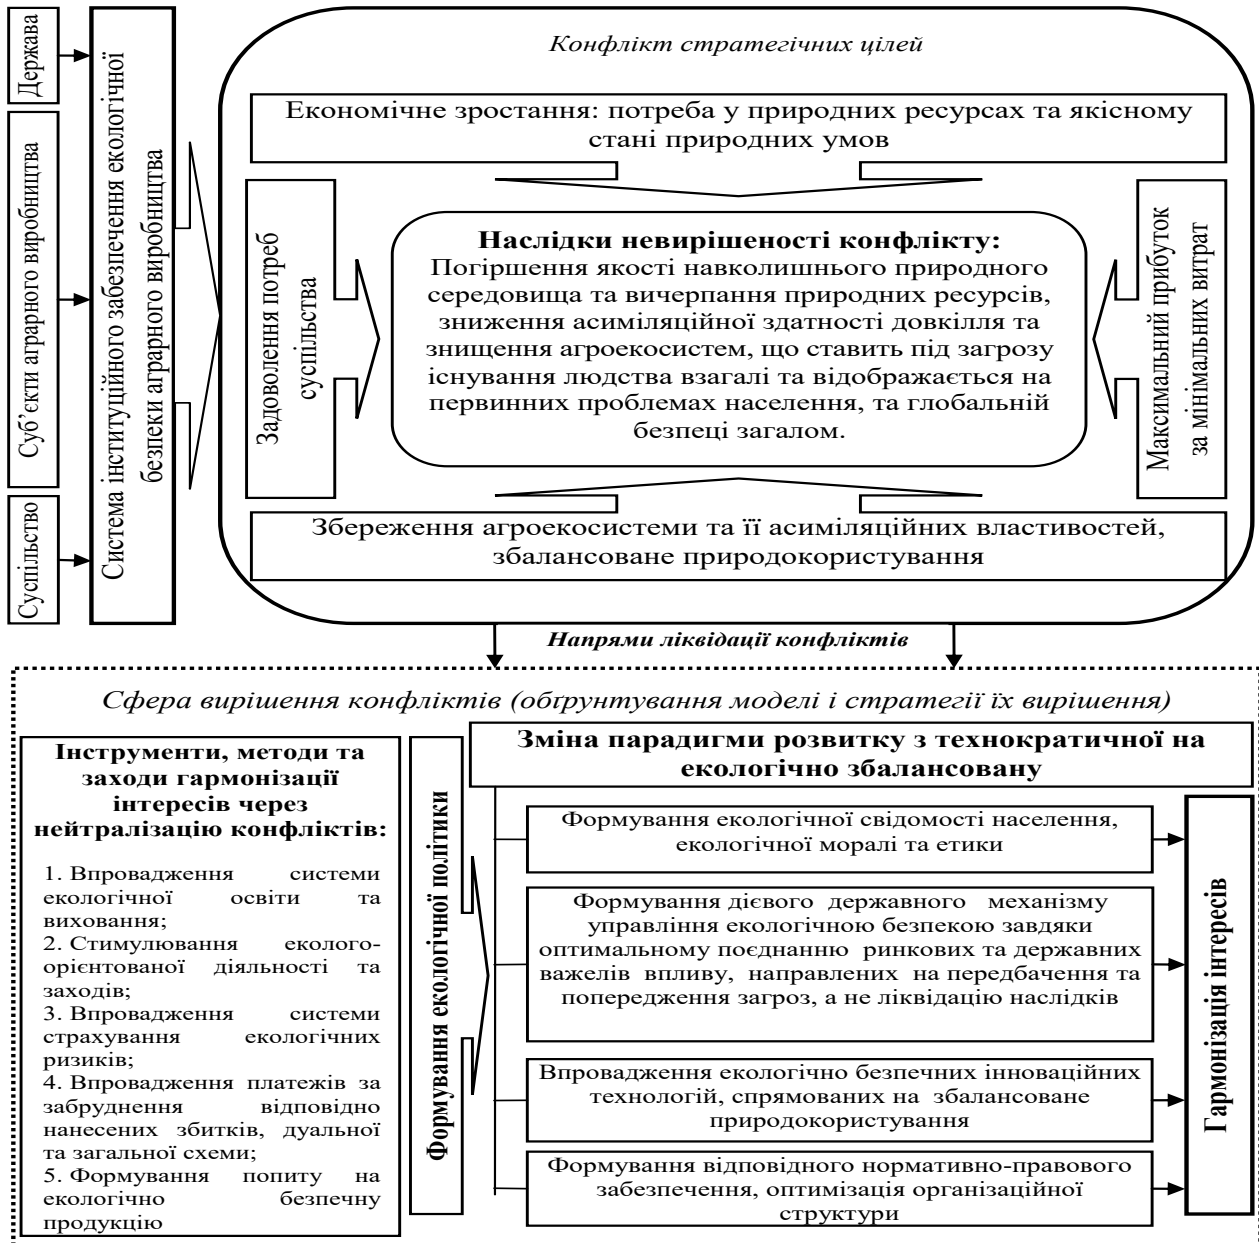 Держава
Суб’єкти аграрного виробництва
Суспільство
Система інституційного забезпечення екологічної
безпеки аграрного виробництва
Конфлікт стратегічних цілей
Економічне зростання: потреба у природних ресурсах та якісному
стані природних умов
Задоволення потреб
суспільства
Наслідки невирішеності конфлікту:
Погіршення якості навколишнього природного
середовища та вичерпання природних ресурсів,
зниження асиміляційної здатності довкілля та
знищення агроекосистем, що ставить під загрозу
існування людства взагалі та відображається на
первинних проблемах населення, та глобальній
безпеці загалом.
Максимальний прибуток
за мінімальних витрат
Збереження агроекосистеми та її асиміляційних властивостей,
збалансоване природокористування
Напрями ліквідації конфліктів
Сфера вирішення конфліктів (обґрунтування моделі і стратегії їх вирішення)
Інструменти, методи та
заходи гармонізації
інтересів через
нейтралізацію конфліктів:
1. Впровадження системи
екологічної освіти та
виховання;
2. Стимулювання еколого-
орієнтованої діяльності та
заходів;
3. Впровадження системи
страхування екологічних
ризиків;
4. Впровадження платежів за
забруднення відповідно
нанесених збитків, дуальної
та загальної схеми;
5. Формування попиту на
екологічно безпечну
продукцію
Формування екологічної політики
Зміна парадигми розвитку з технократичної на
екологічно збалансовану
Формування екологічної свідомості населення,
екологічної моралі та етики
Формування дієвого державного механізму
управління екологічною безпекою завдяки
оптимальному поєднанню ринкових та державних
важелів впливу, направлених на передбачення та
попередження загроз, а не ліквідацію наслідків
Впровадження екологічно безпечних інноваційних
технологій, спрямованих на збалансоване
природокористування
Формування відповідного нормативно-правового
забезпечення, оптимізація організаційної
структури
Гармонізація інтересів